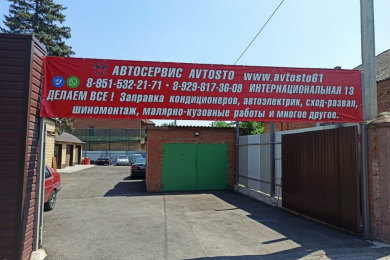 АВТОСЕРВИС AVTOSTO www.avtosto61
8-951-532-21-71 • 8-929-817-36-09 ИНТЕРНАЦИОНАЛЬНАЯ 13
ДЕЛАЕМ ВСЕ! Заправка кондиционеров, автоэлектрик, сход-развал,
шиномонтаж, малярно-кузовные работы и многое другое.